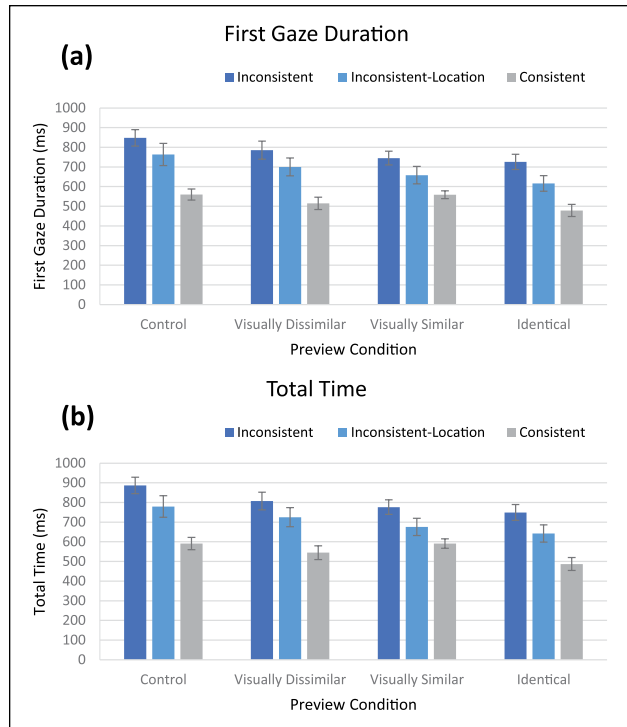 First Gaze Duration
(a)
Inconsistent Inconsistent-Location Consistent
1000
900
800
700
600
500
400
300
200
100
0
First Gaze Duration (ms)
Control Visually Dissimilar Visually Similar Identical
Preview Condition
Total Time
(b)
Inconsistent Inconsistent-Location Consistent
1000
900
800
700
600
500
400
300
200
100
0
Total Time (ms)
Control Visually Dissimilar Visually Similar Identical
Preview Condition